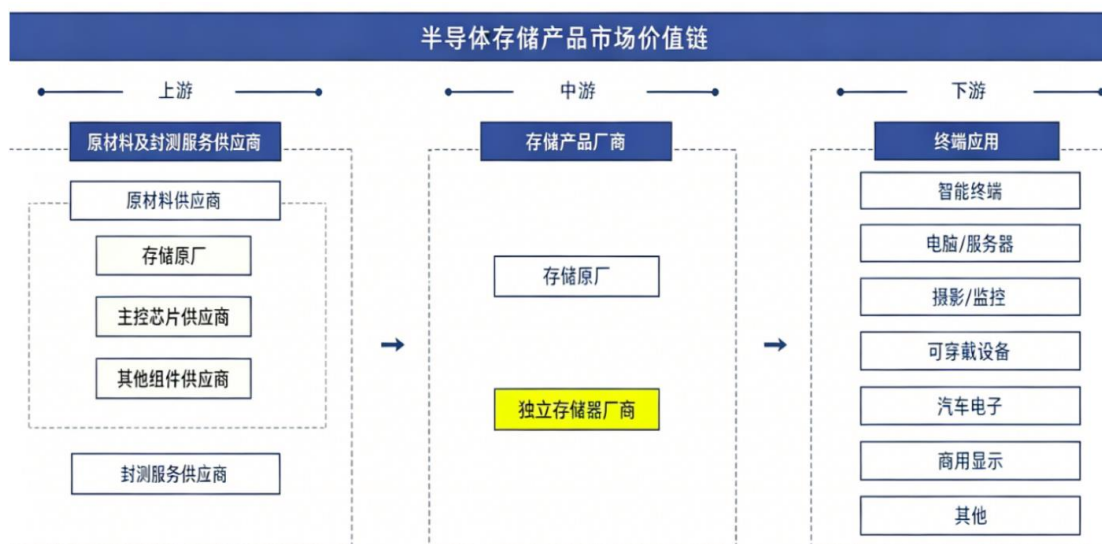 半导体存储产品市场价值链
上游
中游
下游
原材料及封测服务供应商
原材料供应商
存储原厂
主控芯片供应商
其他组件供应商
封测服务供应商
存储产品厂商
存储原厂
独立存储器厂商
终端应用
智能终端
电脑/服务器
摄影/监控
可穿戴设备
汽车电子
商用显示
其他